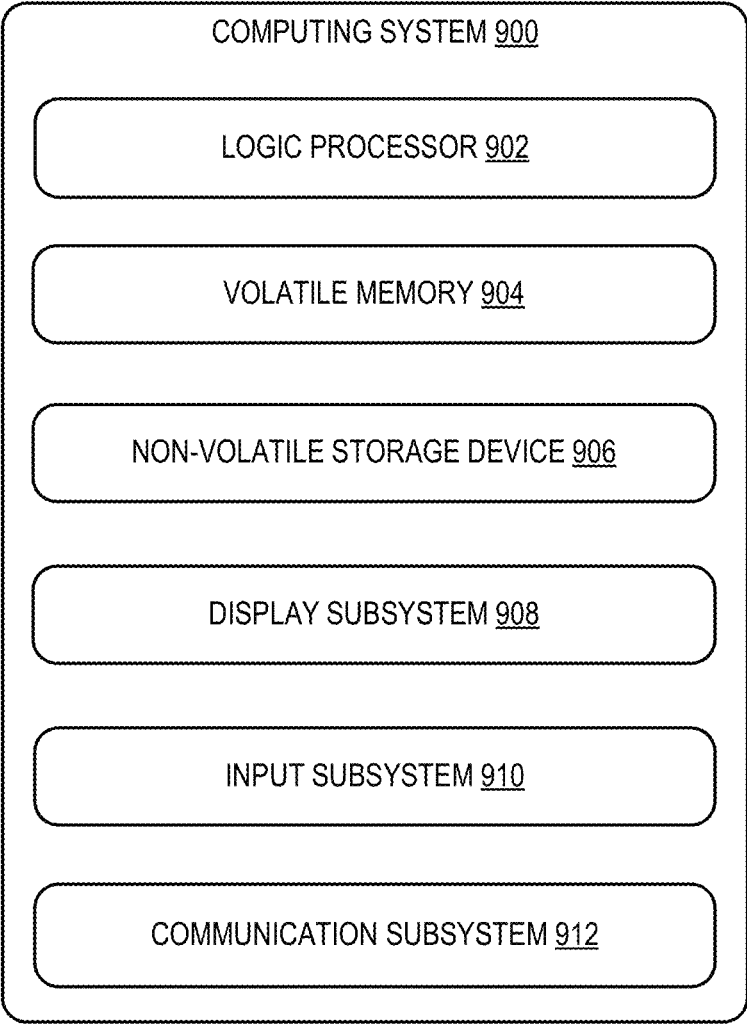 COMPUTING SYSTEM 900
LOGIC PROCESSOR 902
VOLATILE MEMORY 904
NON-VOLATILE STORAGE DEVICE 906
DISPLAY SUBSYSTEM 908
INPUT SUBSYSTEM 910
COMMUNICATION SUBSYSTEM 912